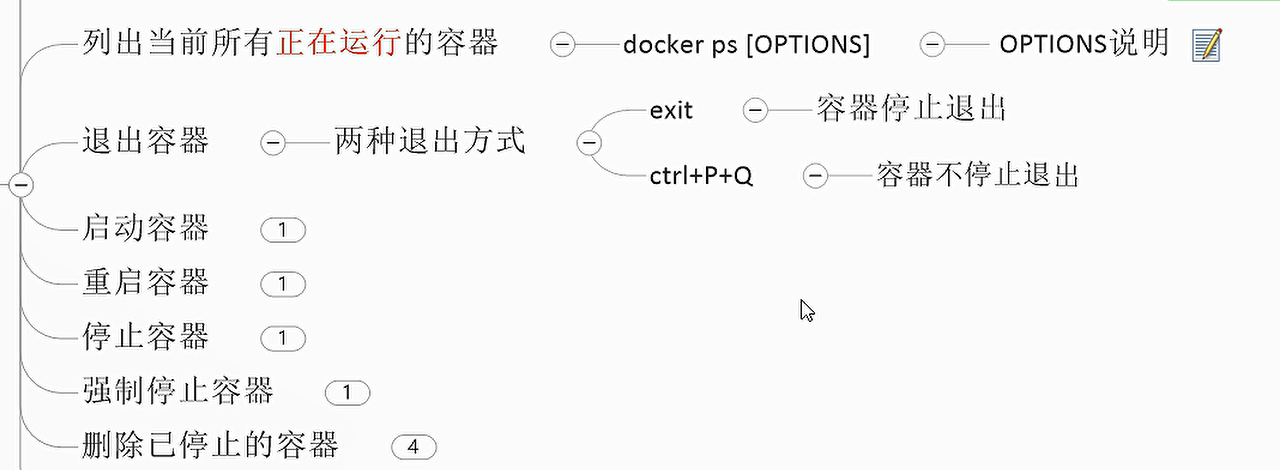 列出当前所有正在运行的容器 docker ps [OPTIONS] OPTIONS说明
退出容器 两种退出方式
exit 容器停止退出
ctrl+P+Q 容器不停止退出
启动容器 1
重启容器 1
停止容器 1
强制停止容器 1
删除已停止的容器 4